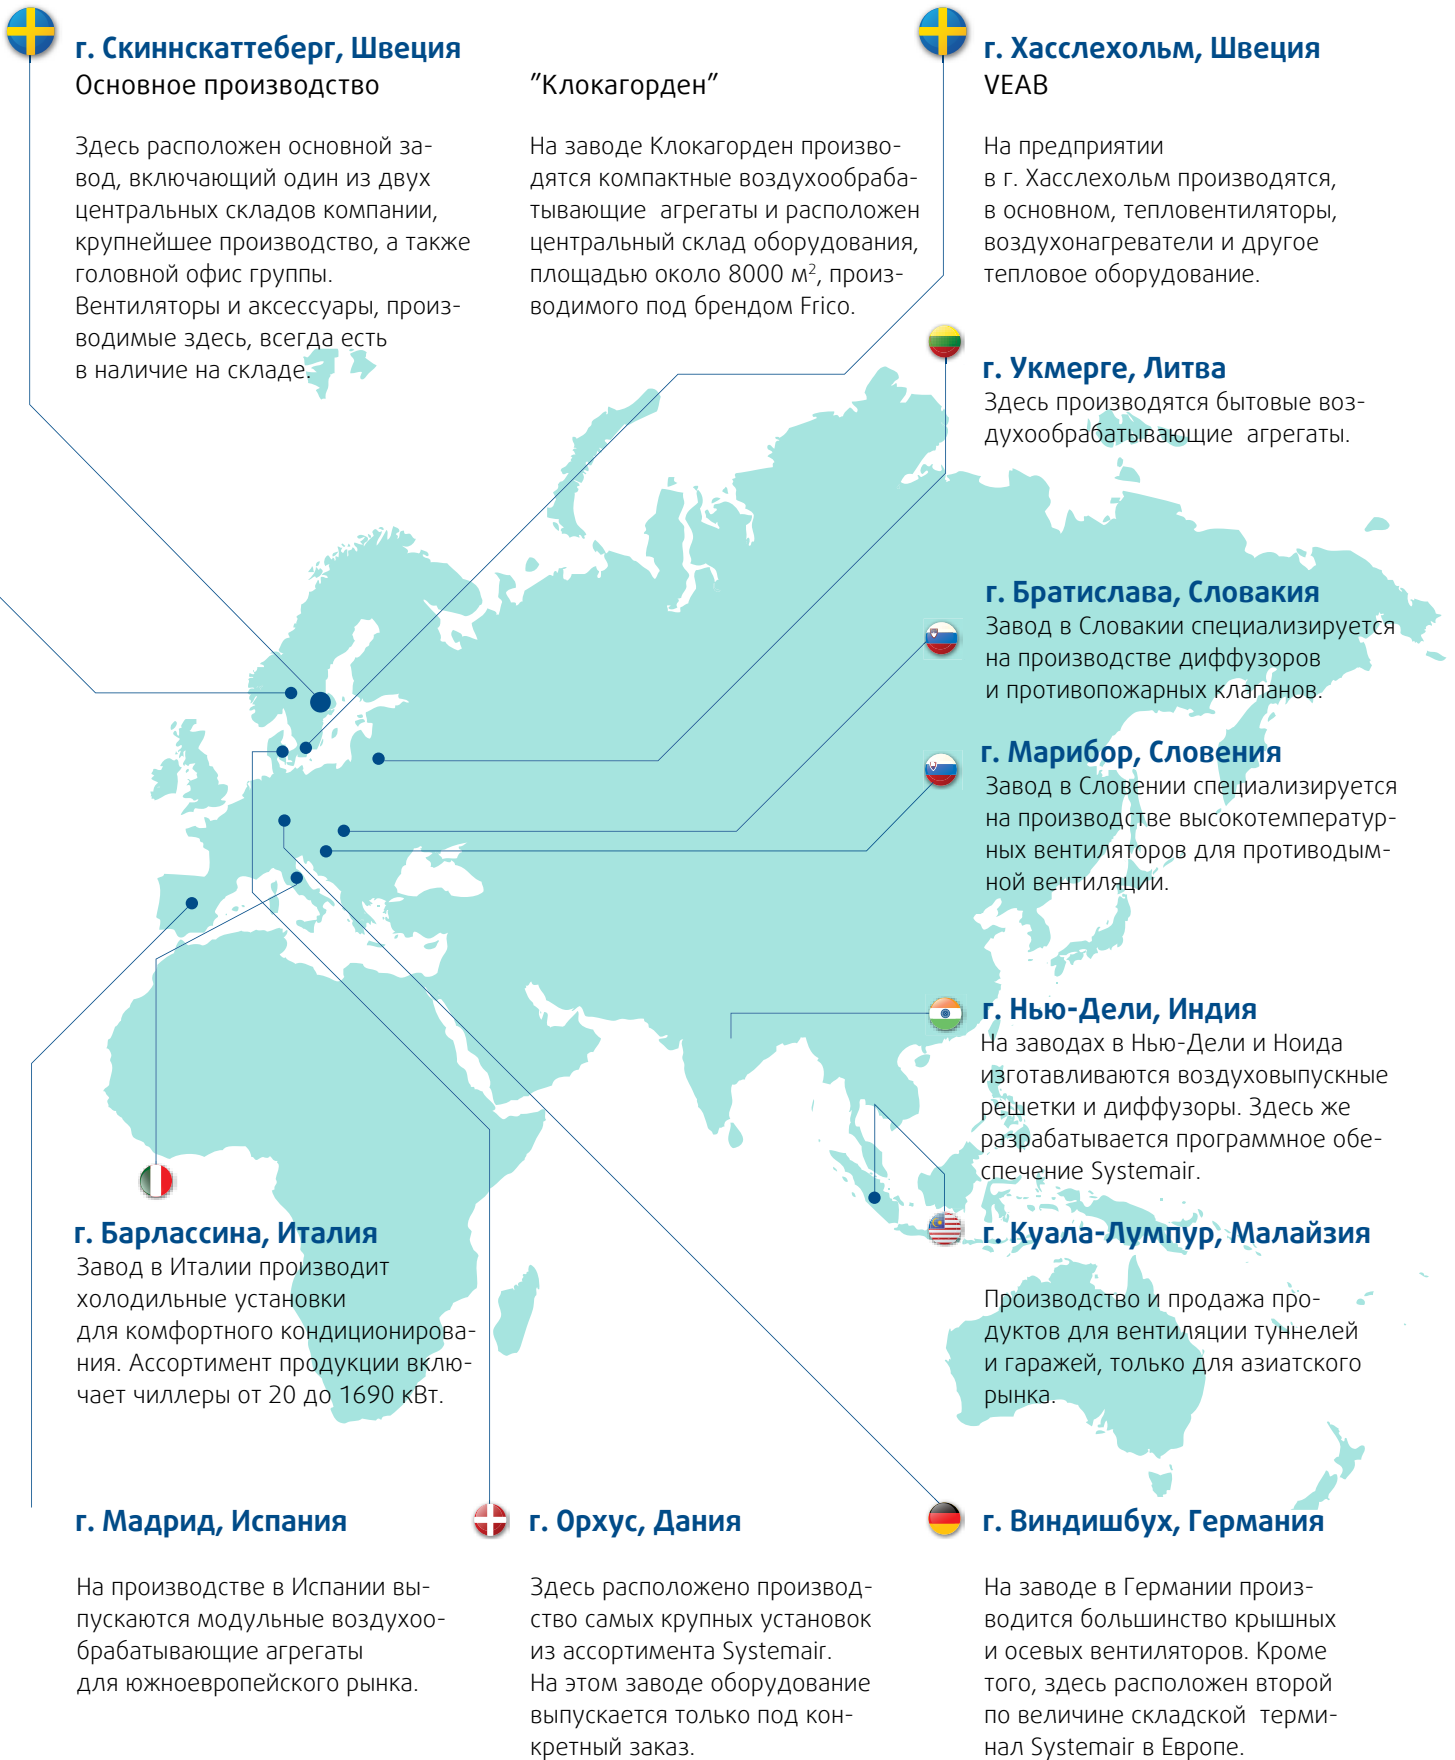 г. Скиннскаттеберг, Швеция
Основное производство
Здесь расположен основной за-
вод, включающий один из двух
центральных складов компании,
крупнейшее производство, а также
головной офис группы.
Вентиляторы и аксессуары, произ-
водимые здесь, всегда есть
в наличие на складе.
"Клокагорден"
На заводе Клокагорден произво-
дятся компактные воздухообраба-
тывающие агрегаты и расположен
центральный склад оборудования,
площадью около 8000 м², произ-
водимого под брендом Frico.
г. Хасслехольм, Швеция
VEAB
На предприятии
в г. Хасслехольм производятся,
в основном, тепловентиляторы,
воздухонагреватели и другое
тепловое оборудование.
г. Укмерге, Литва
Здесь производятся бытовые воз-
духообрабатывающие агрегаты.
г. Братислава, Словакия
Завод в Словакии специализируется
на производстве диффузоров
и противопожарных клапанов.
г. Марибор, Словения
Завод в Словении специализируется
на производстве высокотемператур-
ных вентиляторов для противодым-
ной вентиляции.
г. Нью-Дели, Индия
На заводах в Нью-Дели и Ноида
изготавливаются воздуховыпускные
решетки и диффузоры. Здесь же
разрабатывается программное обе-
спечение Systemair.
г. Куала-Лумпур, Малайзия
Производство и продажа про-
дуктов для вентиляции туннелей
и гаражей, только для азиатского
рынка.
г. Барлассина, Италия
Завод в Италии производит
холодильные установки
для комфортного кондиционирова-
ния. Ассортимент продукции вклю-
чает чиллеры от 20 до 1690 кВт.
г. Мадрид, Испания
На производстве в Испании вы-
пускаются модульные воздухоо-
брабатывающие агрегаты
для южноевропейского рынка.
г. Орхус, Дания
Здесь расположено производ-
ство самых крупных установок
из ассортимента Systemair.
На этом заводе оборудование
выпускается только под кон-
кретный заказ.
г. Виндишбух, Германия
На заводе в Германии произ-
водится большинство крышных
и осевых вентиляторов. Кроме
того, здесь расположен второй
по величине складской терми-
нал Systemair в Европе.